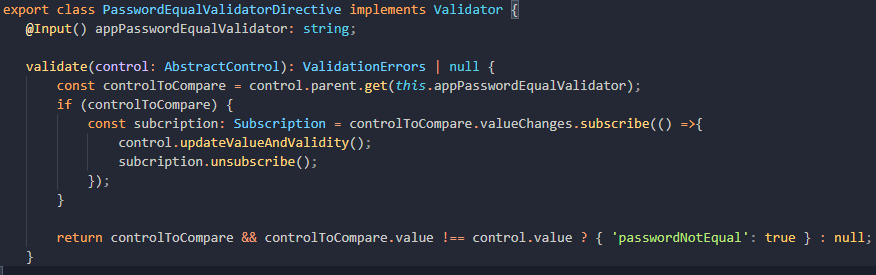 export class PasswordEqualValidatorDirective implements Validator {
@Input() appPasswordEqualValidator: string;
validate(control: AbstractControl): ValidationErrors | null {
const controlToCompare = control.parent.get(this.appPasswordEqualValidator);
if (controlToCompare) {
const subcription: Subscription = controlToCompare.valueChanges.subscribe(() =>{
control.updateValueAndValidity();
subcription.unsubscribe();
});
}
return controlToCompare && controlToCompare.value !== control.value ? { 'passwordNotEqual': true } : null;
}